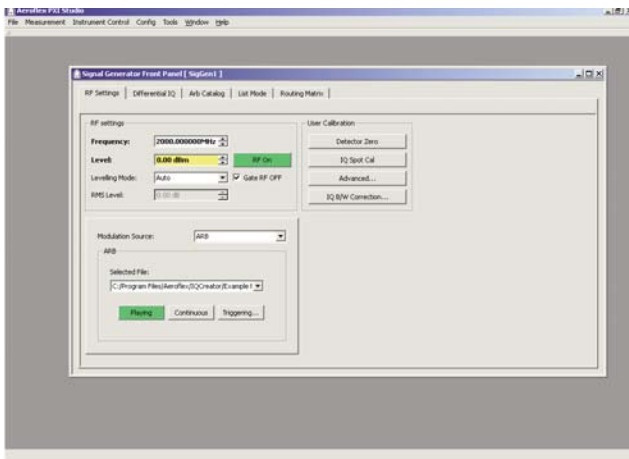 Aeroflex PXI Studio
File Measurement Instrument Control Config Tools Window Help
Signal Generator Front Panel [ SigGen1 ]
RF Settings Differential IQ Arb Catalog List Mode Routing Matrix
RF settings
Frequency: 2000.000000MHz
Level: 0.00 dBm RF On
Levelling Mode: Auto Gate RF OFF
RMS Level: 0.00 dB
User Calibration
Detector Zero
IQ Spot Cal
Advanced...
IQ B/W Correction...
Modulation Source: ARB
ARB
Selected File:
C:/Program Files/Aeroflex/IQCreator/Example
Playing Continuous Triggering...